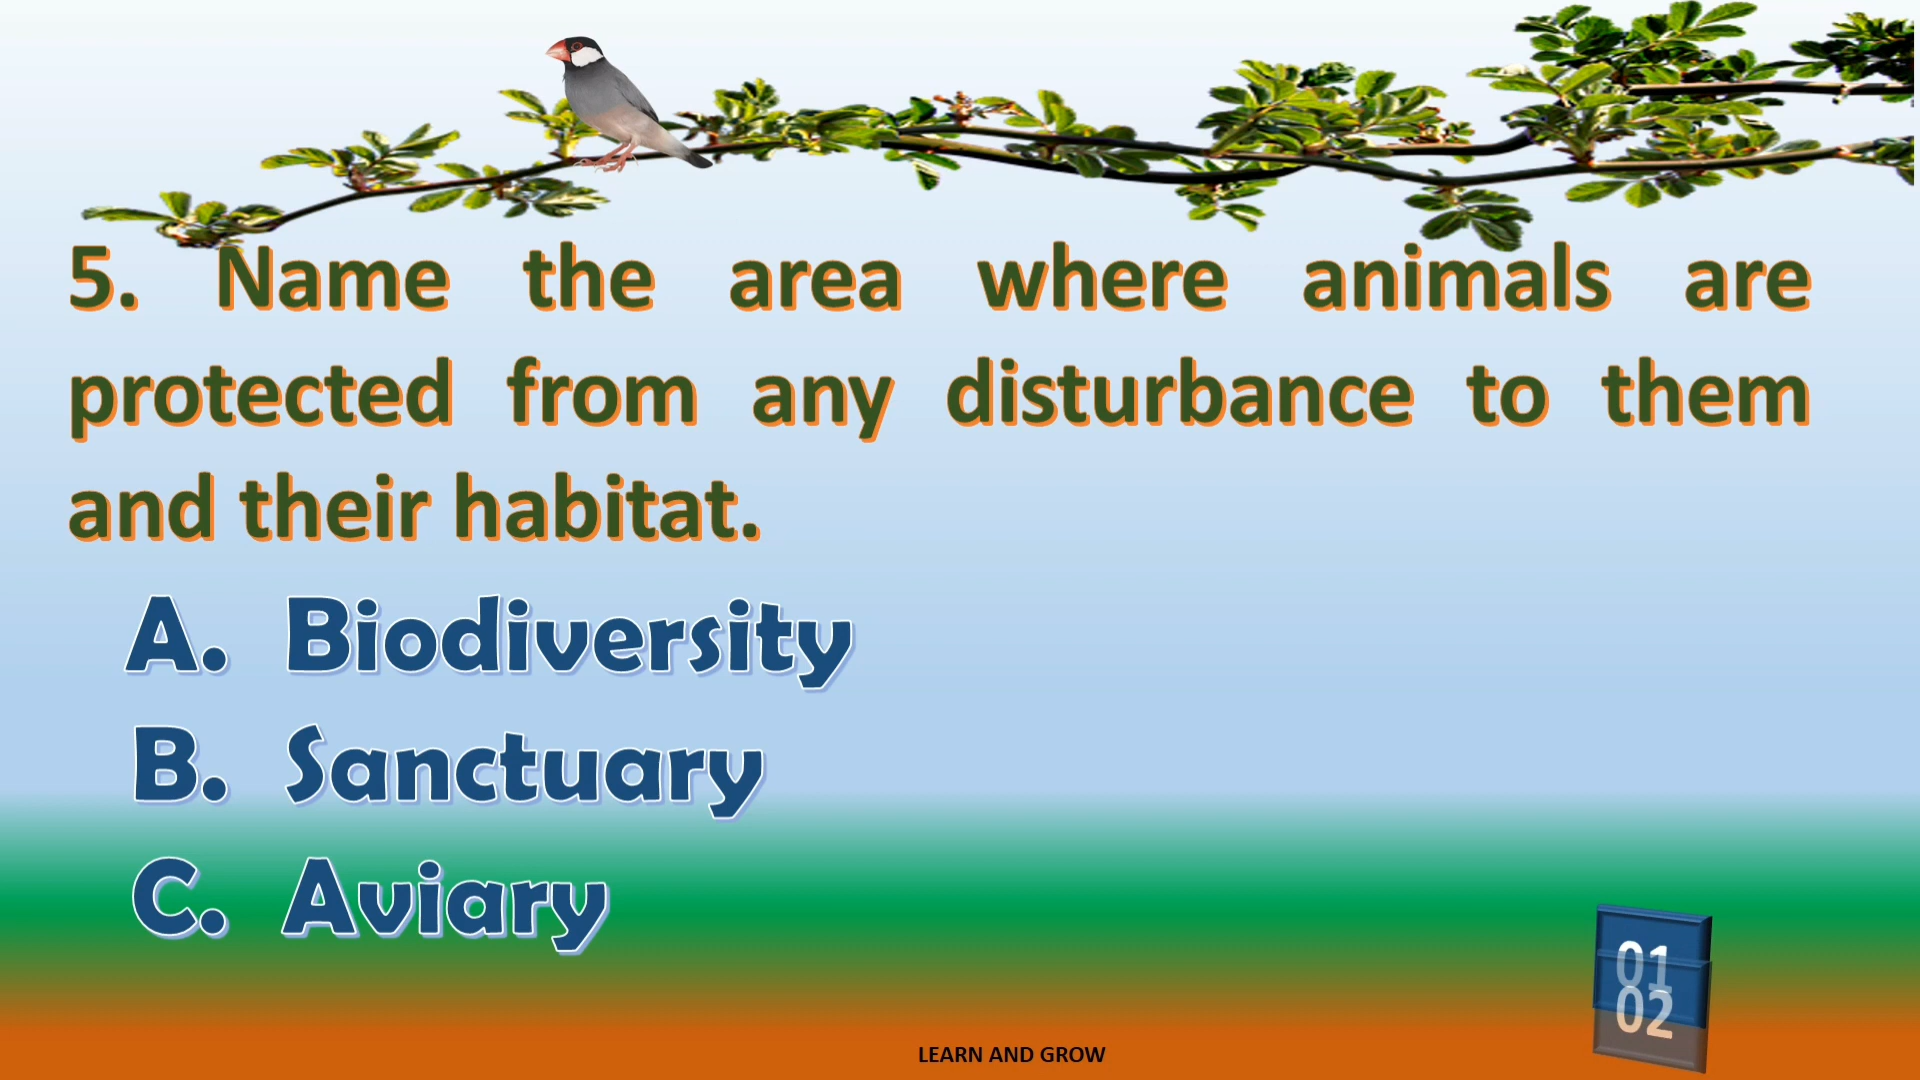 5. Name the area where animals are
protected from any disturbance to them
and their habitat.
A. Biodiversity
B. Sanctuary
C. Aviary
01
02
LEARN AND GROW